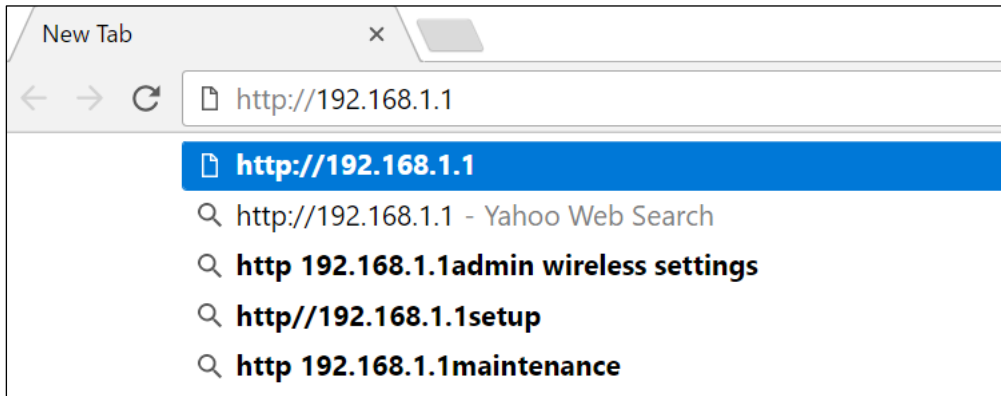 New Tab
http://192.168.1.1
http://192.168.1.1
http://192.168.1.1 - Yahoo Web Search
http 192.168.1.1admin wireless settings
http//192.168.1.1setup
http 192.168.1.1maintenance